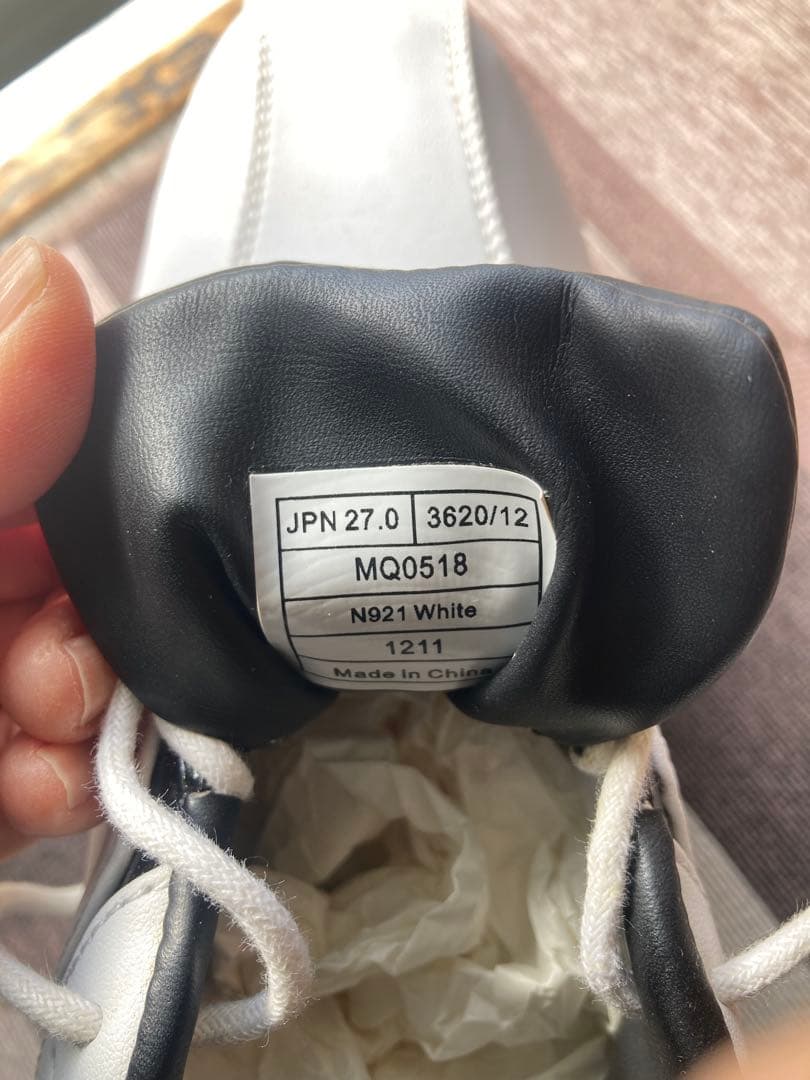 JPN 27.0 3620/12
MQ0518
N921 White
1211
Made in China